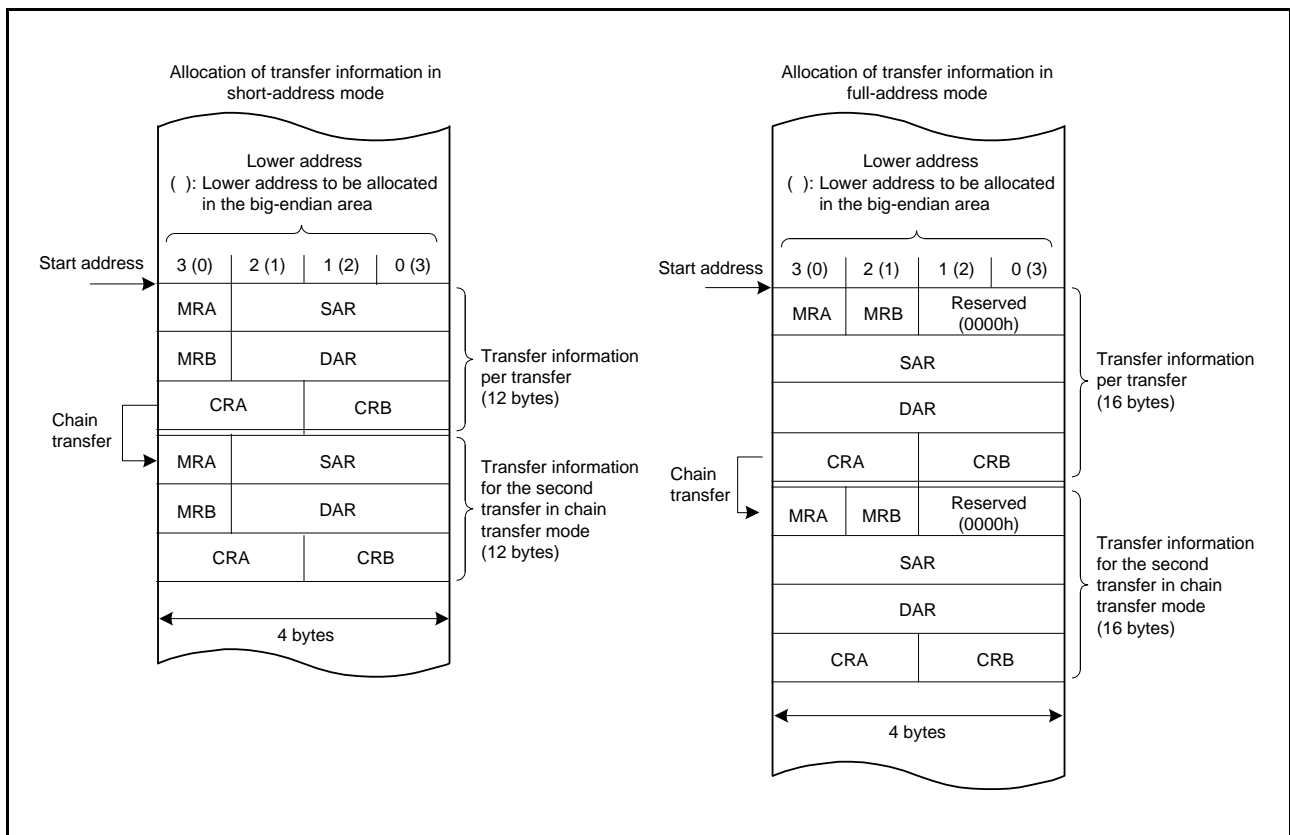 Allocation of transfer information in
short-address mode
Lower address
( ): Lower address to be allocated
in the big-endian area
Start address
3 (0) 2 (1) 1 (2) 0 (3)
MRA SAR
MRB DAR
CRA CRB
Transfer information
per transfer
(12 bytes)
Chain
transfer
MRA SAR
MRB DAR
CRA CRB
Transfer information
for the second
transfer in chain
transfer mode
(12 bytes)
4 bytes
Allocation of transfer information in
full-address mode
Lower address
( ): Lower address to be allocated
in the big-endian area
Start address
3 (0) 2 (1) 1 (2) 0 (3)
MRA MRB Reserved
(0000h)
SAR
DAR
CRA CRB
Transfer information
per transfer
(16 bytes)
Chain
transfer
MRA MRB Reserved
(0000h)
SAR
DAR
CRA CRB
Transfer information
for the second
transfer in chain
transfer mode
(16 bytes)
4 bytes